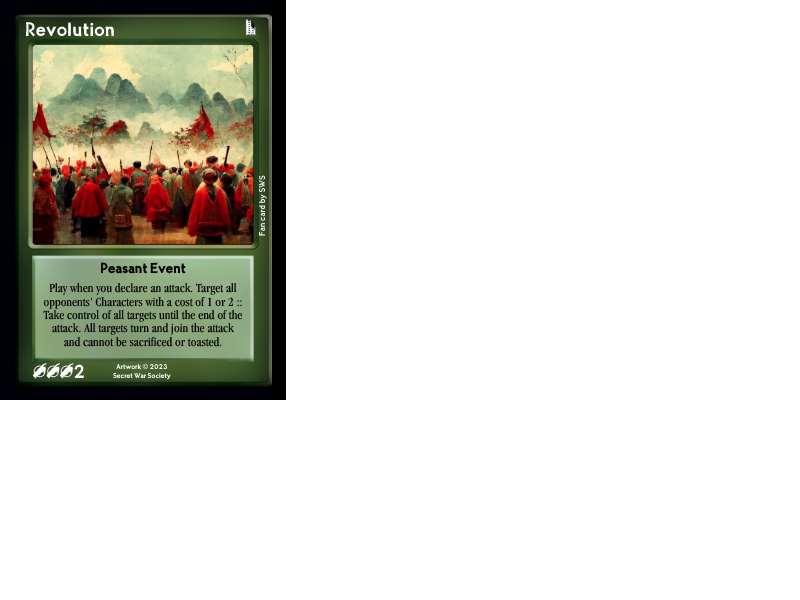 Revolution
Fan card by SWS
Peasant Event
Play when you declare an attack. Target all
opponents' Characters with a cost of 1 or 2 ::
Take control of all targets until the end of the
attack. All targets turn and join the attack
and cannot be sacrificed or toasted.
2
Artwork © 2023
Secret War Society